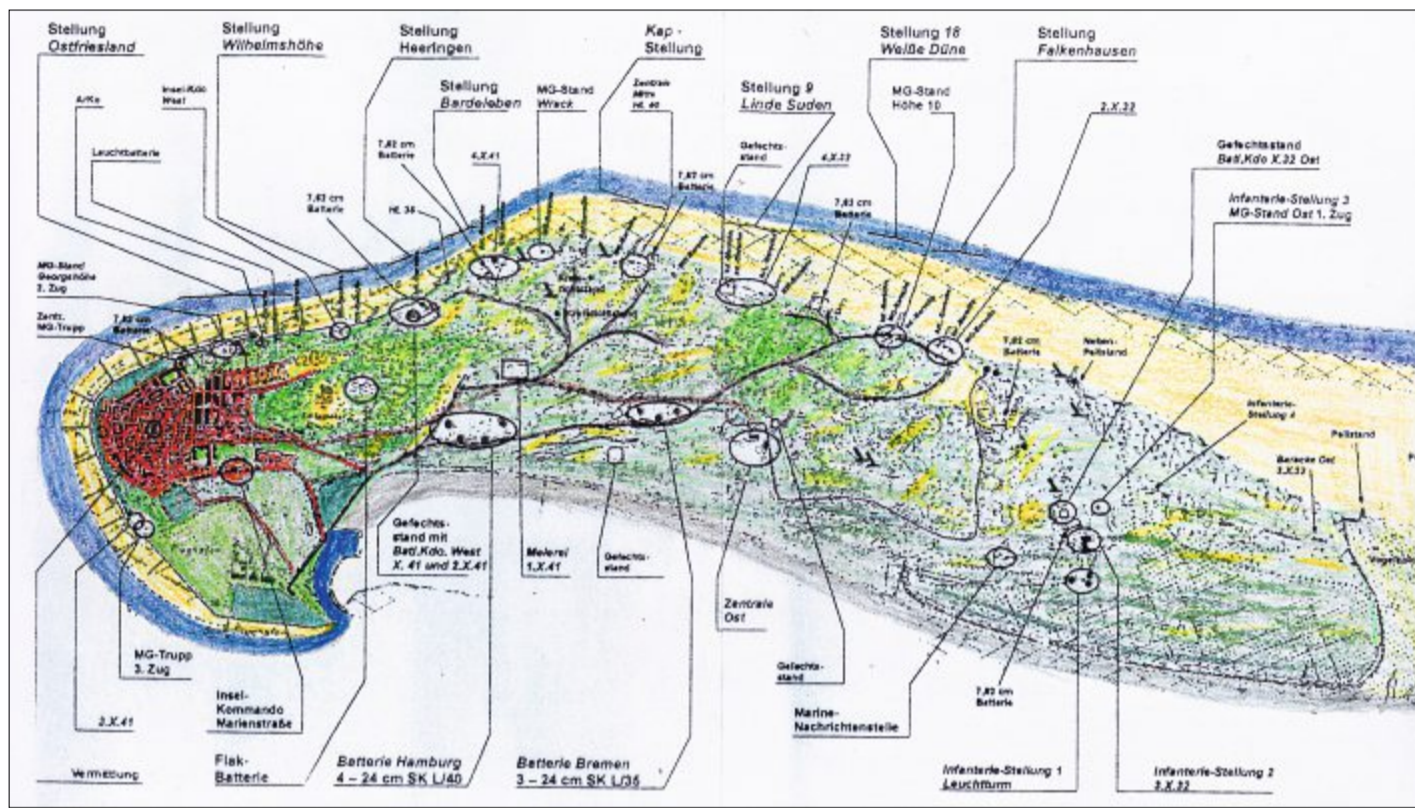 Stellung
Ostfriesland
Stellung
Wilhelmshöhe
Stellung
Heeringen
Kap -
Stellung
Stellung 18
Weiße Düne
Stellung
Falkenhausen
ArKo
Insel-Kdo
West
Leuchtbatterie
Stellung
Bardeleben
MG-Stand
Wrack
Zentrale
Mitte
Stellung 9
Linde Suden
MG-Stand
Höhe 10
2.X.32
7,62 cm
Batterie
4.X.41
Gefechts-
stand
4.X.32
Gefechtsstand
Batl.Kdo X.32 Ost
7,62 cm
Batterie
7,62 cm
Batterie
7,62 cm
Batterie
Infanterie-Stellung 3
MG-Stand Ost 1. Zug
MG-Stand
Georgshöhe
2. Zug
Zentr.
MG-Trupp
7,62 cm
Batterie
7,62 cm
Batterie
Neben-
Peilstand
Infanterie-
Stellung 4
Peilstand
Baracke Ost
Gefechts-
stand mit
Batl.Kdo. West
X. 41 und 2.X.41
Meierei
1.X.41
Gefechts-
stand
Zentrale
Ost
MG-Trupp
3. Zug
Gefechts-
stand
Insel-
Kommando
Marienstraße
7,62 cm
Batterie
Marine-
Nachrichtenstelle
3.X.41
Vermittlung
Flak-
Batterie
Batterie Hamburg
4 – 24 cm SK L/40
Batterie Bremen
3 – 24 cm SK L/35
Infanterie-Stellung 1
Leuchtturm
Infanterie-Stellung 2
3.X.32